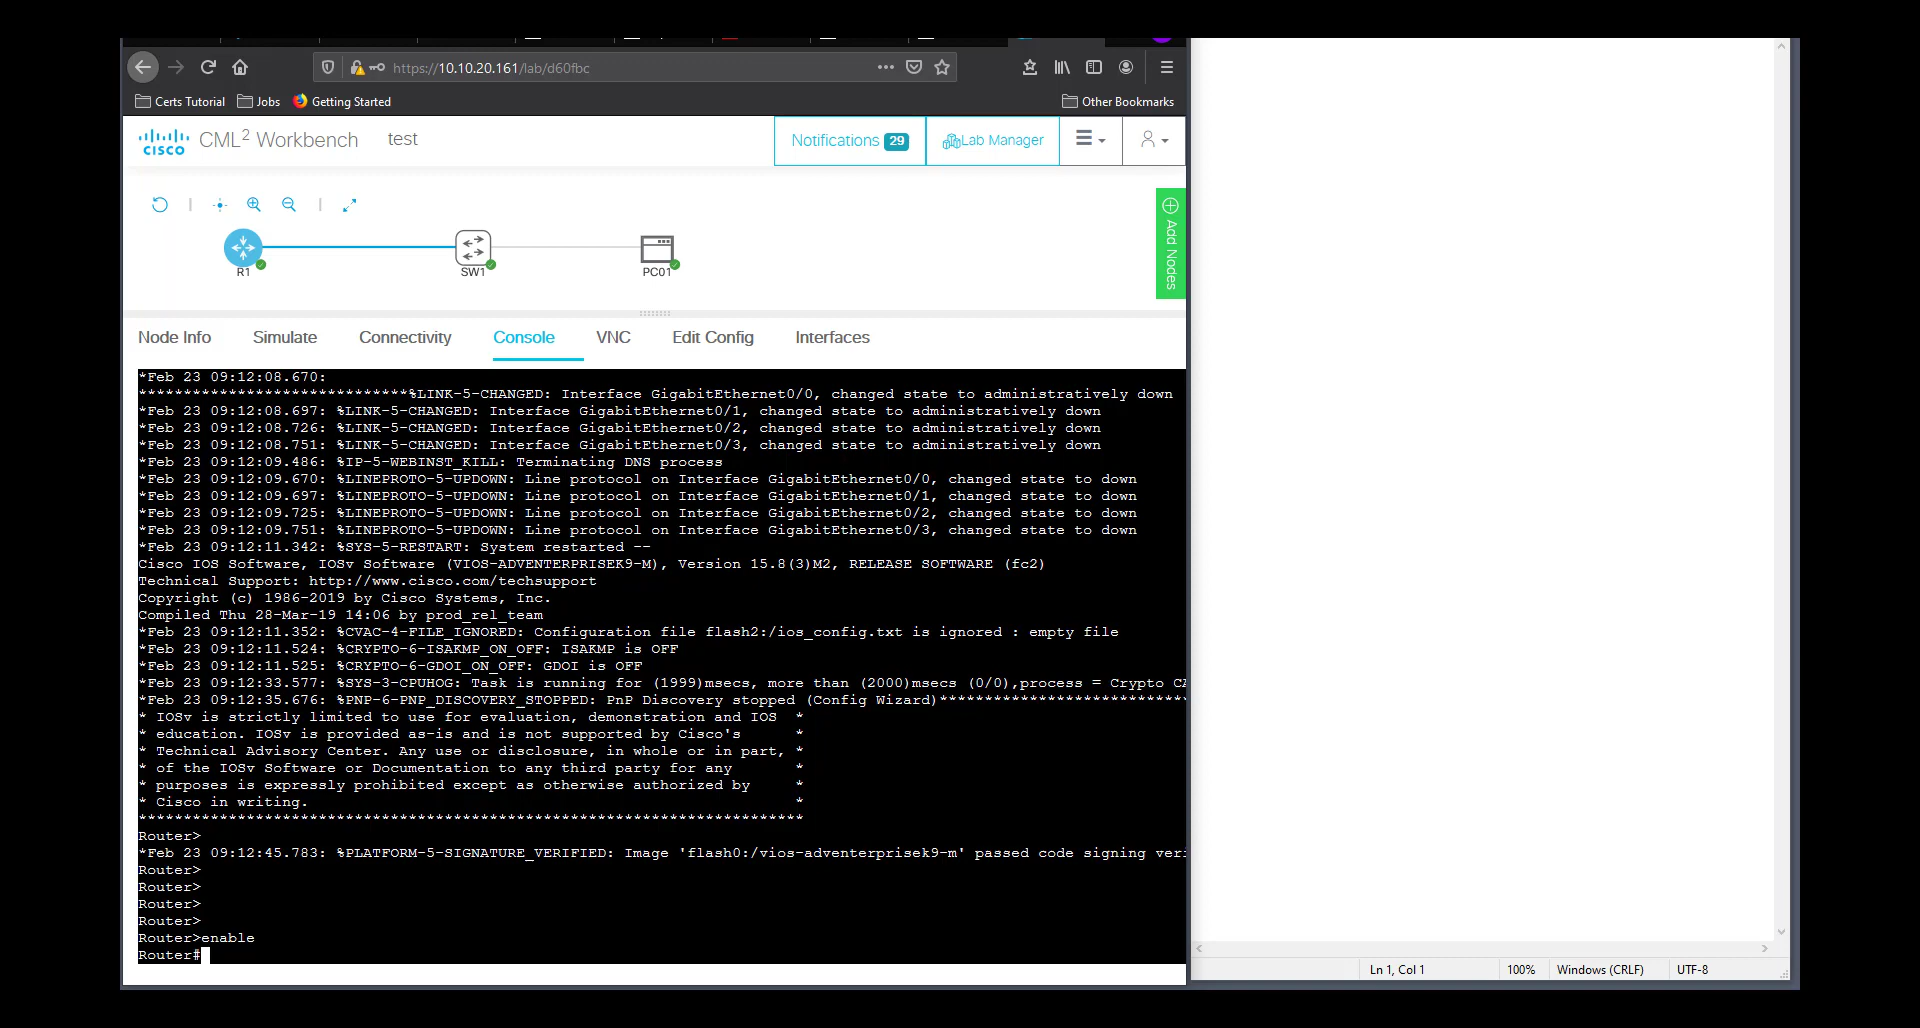 https://10.10.20.161/lab/d60fbc
Certs Tutorial Jobs Getting Started Other Bookmarks
CISCO CML2 Workbench test Notifications 29 Lab Manager
Add Nodes
R1 SW1 PC01
Node Info Simulate Connectivity Console VNC Edit Config Interfaces
*Feb 23 09:12:08.670:
******************************%LINK-5-CHANGED: Interface GigabitEthernet0/0, changed state to administratively down
*Feb 23 09:12:08.697: %LINK-5-CHANGED: Interface GigabitEthernet0/1, changed state to administratively down
*Feb 23 09:12:08.726: %LINK-5-CHANGED: Interface GigabitEthernet0/2, changed state to administratively down
*Feb 23 09:12:08.751: %LINK-5-CHANGED: Interface GigabitEthernet0/3, changed state to administratively down
*Feb 23 09:12:09.486: %IP-5-WEBINST_KILL: Terminating DNS process
*Feb 23 09:12:09.670: %LINEPROTO-5-UPDOWN: Line protocol on Interface GigabitEthernet0/0, changed state to down
*Feb 23 09:12:09.697: %LINEPROTO-5-UPDOWN: Line protocol on Interface GigabitEthernet0/1, changed state to down
*Feb 23 09:12:09.725: %LINEPROTO-5-UPDOWN: Line protocol on Interface GigabitEthernet0/2, changed state to down
*Feb 23 09:12:09.751: %LINEPROTO-5-UPDOWN: Line protocol on Interface GigabitEthernet0/3, changed state to down
*Feb 23 09:12:11.342: %SYS-5-RESTART: System restarted --
Cisco IOS Software, IOSv Software (VIOS-ADVENTERPRISEK9-M), Version 15.8(3)M2, RELEASE SOFTWARE (fc2)
Technical Support: http://www.cisco.com/techsupport
Copyright (c) 1986-2019 by Cisco Systems, Inc.
Compiled Thu 28-Mar-19 14:06 by prod_rel_team
*Feb 23 09:12:11.352: %CVAC-4-FILE_IGNORED: Configuration file flash2:/ios_config.txt is ignored : empty file
*Feb 23 09:12:11.524: %CRYPTO-6-ISAKMP_ON_OFF: ISAKMP is OFF
*Feb 23 09:12:11.525: %CRYPTO-6-GDOI_ON_OFF: GDOI is OFF
*Feb 23 09:12:33.577: %SYS-3-CPUHOG: Task is running for (1999)msecs, more than (2000)msecs (0/0),process = Crypto CA
*Feb 23 09:12:35.676: %PNP-6-PNP_DISCOVERY_STOPPED: PnP Discovery stopped (Config Wizard)****************************
* IOSv is strictly limited to use for evaluation, demonstration and IOS *
* education. IOSv is provided as-is and is not supported by Cisco's *
* Technical Advisory Center. Any use or disclosure, in whole or in part, *
* of the IOSv Software or Documentation to any third party for any *
* purposes is expressly prohibited except as otherwise authorized by *
* Cisco in writing. *
**************************************************************************
Router>
*Feb 23 09:12:45.783: %PLATFORM-5-SIGNATURE_VERIFIED: Image 'flash0:/vios-adventerprisek9-m' passed code signing veri
Router>
Router>
Router>
Router>
Router>enable
Router#
Ln 1, Col 1 100% Windows (CRLF) UTF-8